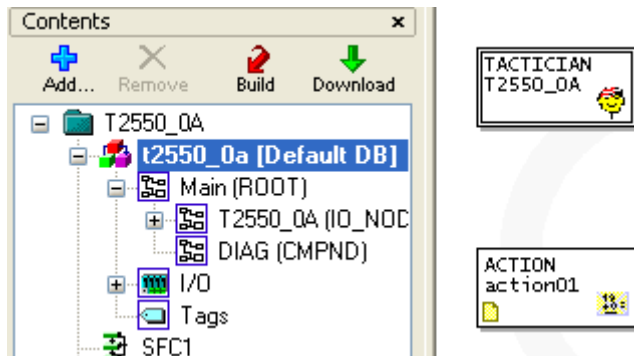 Contents
Add... Remove Build Download
T2550_0A
t2550_0a [Default DB]
Main (ROOT)
T2550_0A (IO_NOD
DIAG (CMPND)
I/O
Tags
SFC1
TACTICIAN
T2550_0A
ACTION
action01